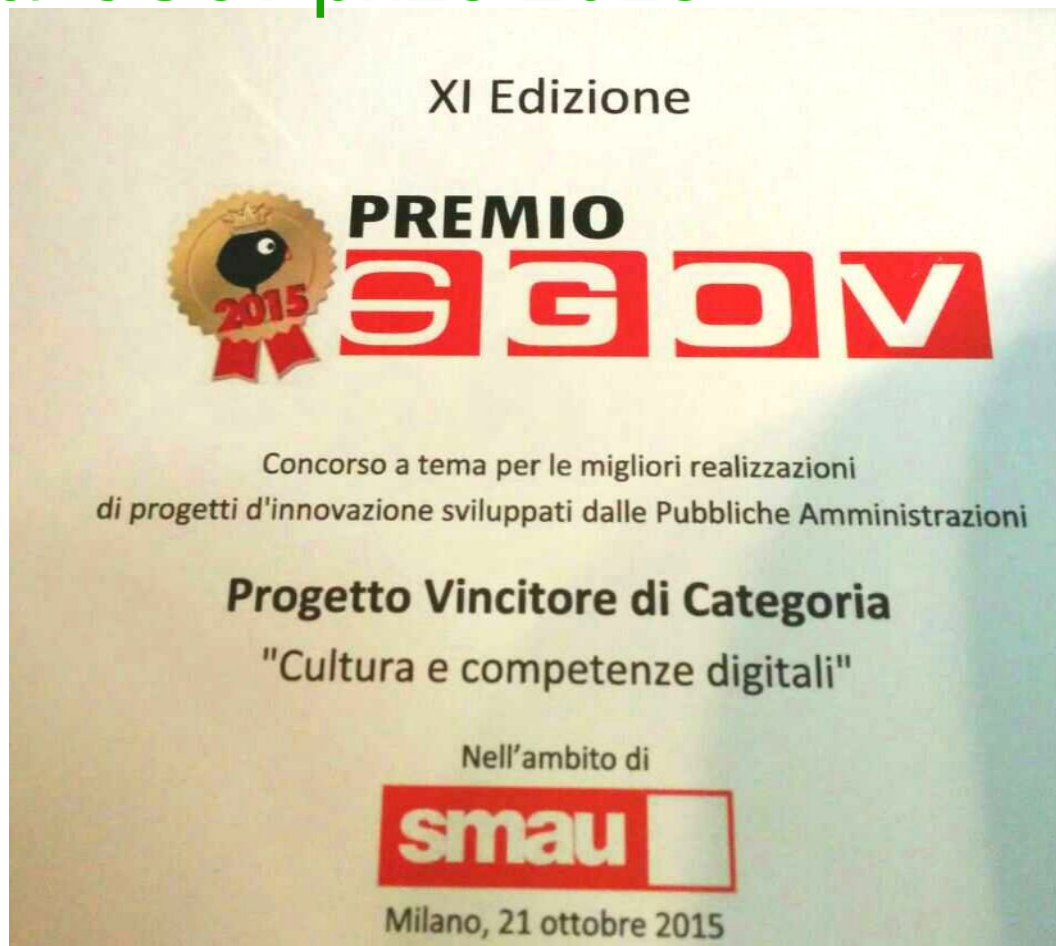 XI Edizione
PREMIO
eGOV
2015
Concorso a tema per le migliori realizzazioni
di progetti d'innovazione sviluppati dalle Pubbliche Amministrazioni
Progetto Vincitore di Categoria
"Cultura e competenze digitali"
Nell'ambito di
smau
Milano, 21 ottobre 2015